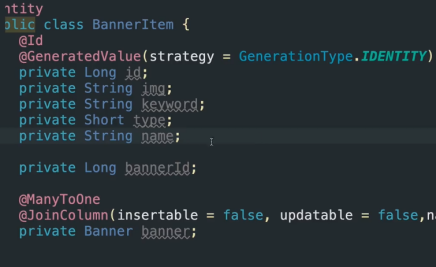 ntity
blic class BannerItem {
@Id
@GeneratedValue(strategy = GenerationType.IDENTITY)
private Long id;
private String img;
private String keyword;
private Short type;
private String name;
private Long bannerId;
@ManyToOne
@JoinColumn(insertable = false, updatable = false,na
private Banner banner;